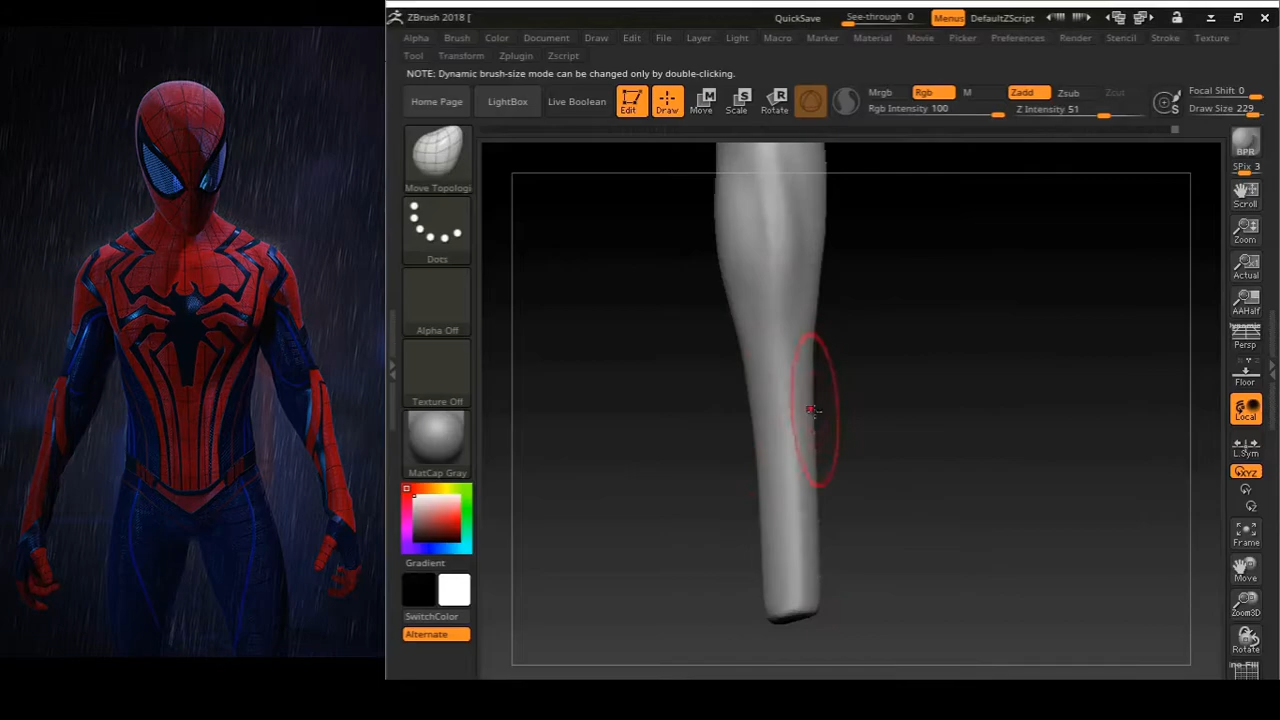 ZBrush 2018 [
QuickSave
See-through 0
Menus
DefaultZScript
Alpha
Brush
Color
Document
Draw
Edit
File
Layer
Light
Macro
Marker
Material
Movie
Picker
Preferences
Render
Stencil
Stroke
Texture
Tool
Transform
Zplugin
Zscript
NOTE: Dynamic brush-size mode can be changed only by double-clicking.
Home Page
LightBox
Live Boolean
Edit
Draw
Move
Scale
Rotate
Mrgb
Rgb
M
Zadd
Zsub
Zcut
Rgb Intensity 100
Z Intensity 51
Focal Shift 0
Draw Size 229
S
Move Topologi
Dots
Alpha Off
Texture Off
MatCap Gray
Gradient
SwitchColor
Alternate
BPR
SPix 3
Scroll
Zoom
Actual
AAHalf
Persp
Floor
Local
L.Sym
XYZ
Frame
Move
Zoom3D
Rotate